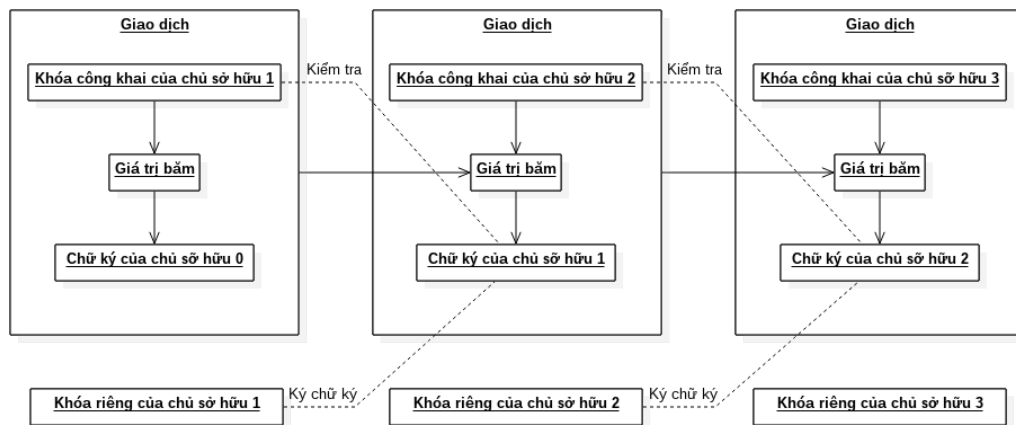 Giao dịch
Giao dịch
Giao dịch
Khóa công khai của chủ sở hữu 1
Kiểm tra
Khóa công khai của chủ sở hữu 2
Kiểm tra
Khóa công khai của chủ sỡ hữu 3
Giá trị băm
Giá trị băm
Giá trị băm
Chữ ký của chủ sỡ hữu 0
Chữ ký của chủ sỡ hữu 1
Chữ ký của chủ sỡ hữu 2
Khóa riêng của chủ sở hữu 1
Ký chữ ký
Khóa riêng của chủ sở hữu 2
Ký chữ ký
Khóa riêng của chủ sở hữu 3